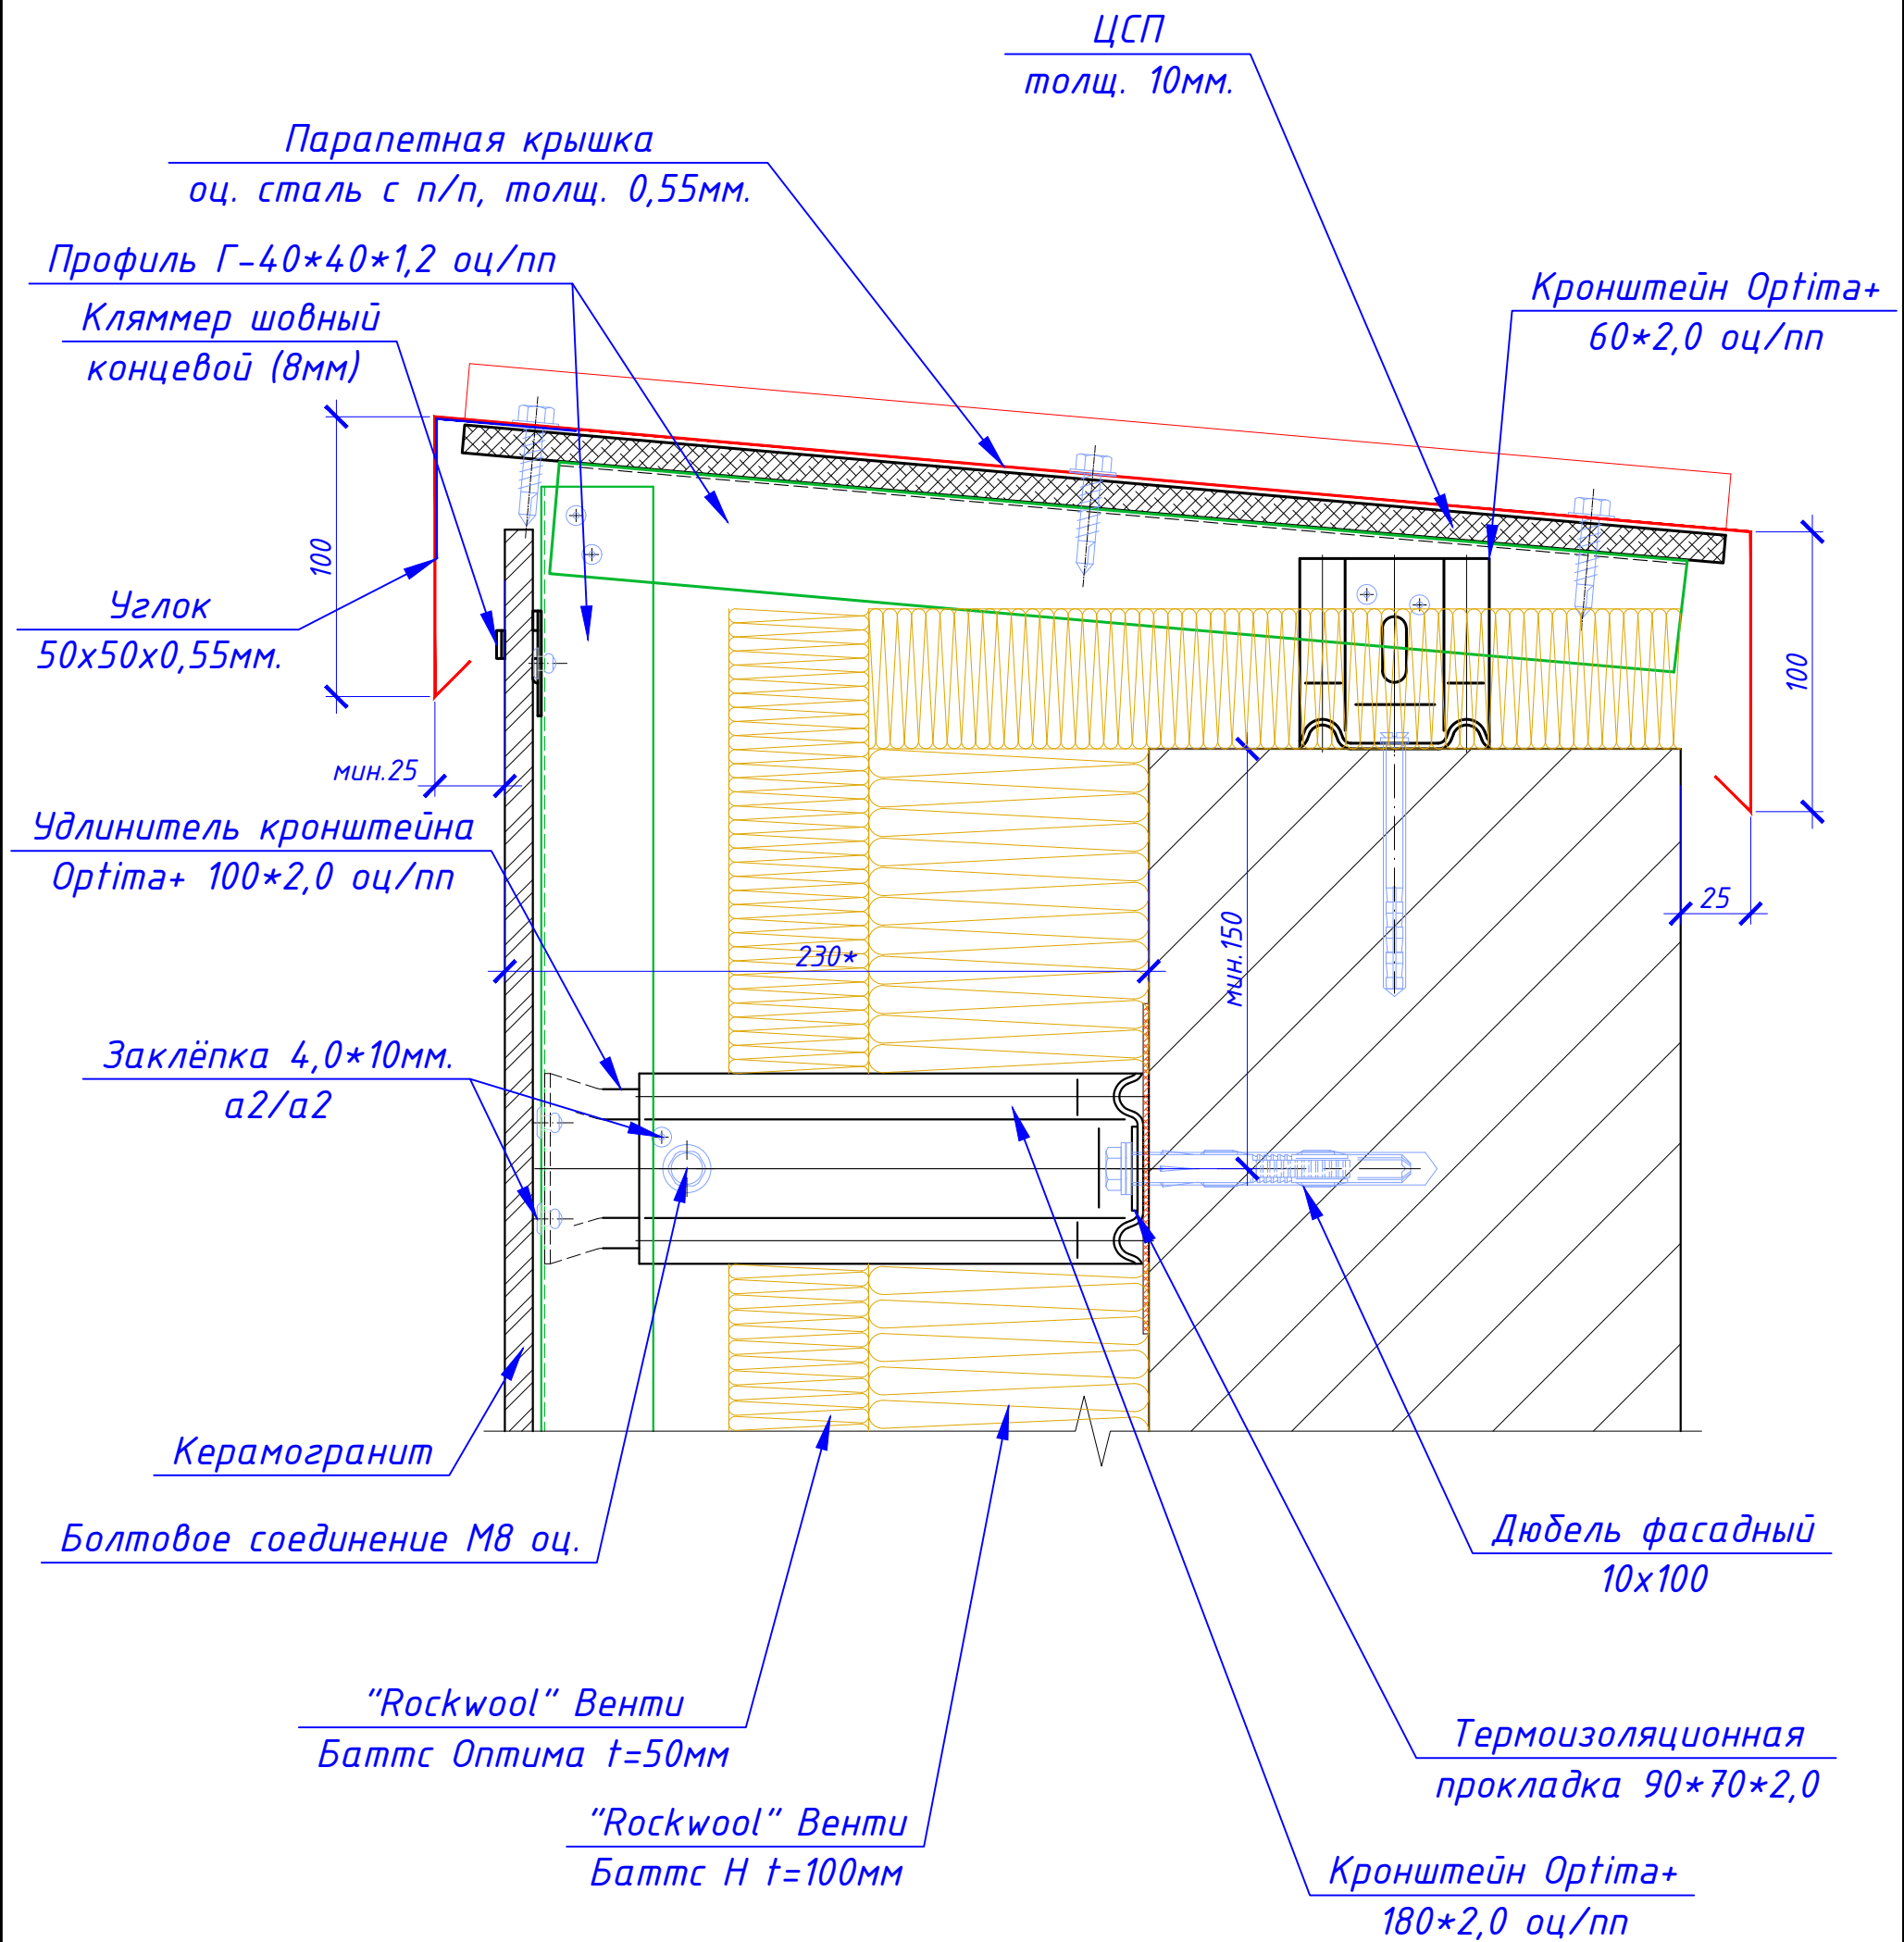 ЦСП
толщ. 10мм.
Парапетная крышка
оц. сталь с п/п, толщ. 0,55мм.
Профиль Г-40*40*1,2 оц/пп
Кляммер шовный
концевой (8мм)
Кронштейн Optima+
60*2,0 оц/пп
100
Уголок
50х50х0,55мм.
100
мин.25
Удлинитель кронштейна
Optima+ 100*2,0 оц/пп
25
230*
мин.150
Заклёпка 4,0*10мм.
а2/а2
Керамогранит
Болтовое соединение М8 оц.
Дюбель фасадный
10х100
"Rockwool" Венти
Баттс Оптима t=50мм
Термоизоляционная
прокладка 90*70*2,0
"Rockwool" Венти
Баттс Н t=100мм
Кронштейн Optima+
180*2,0 оц/пп